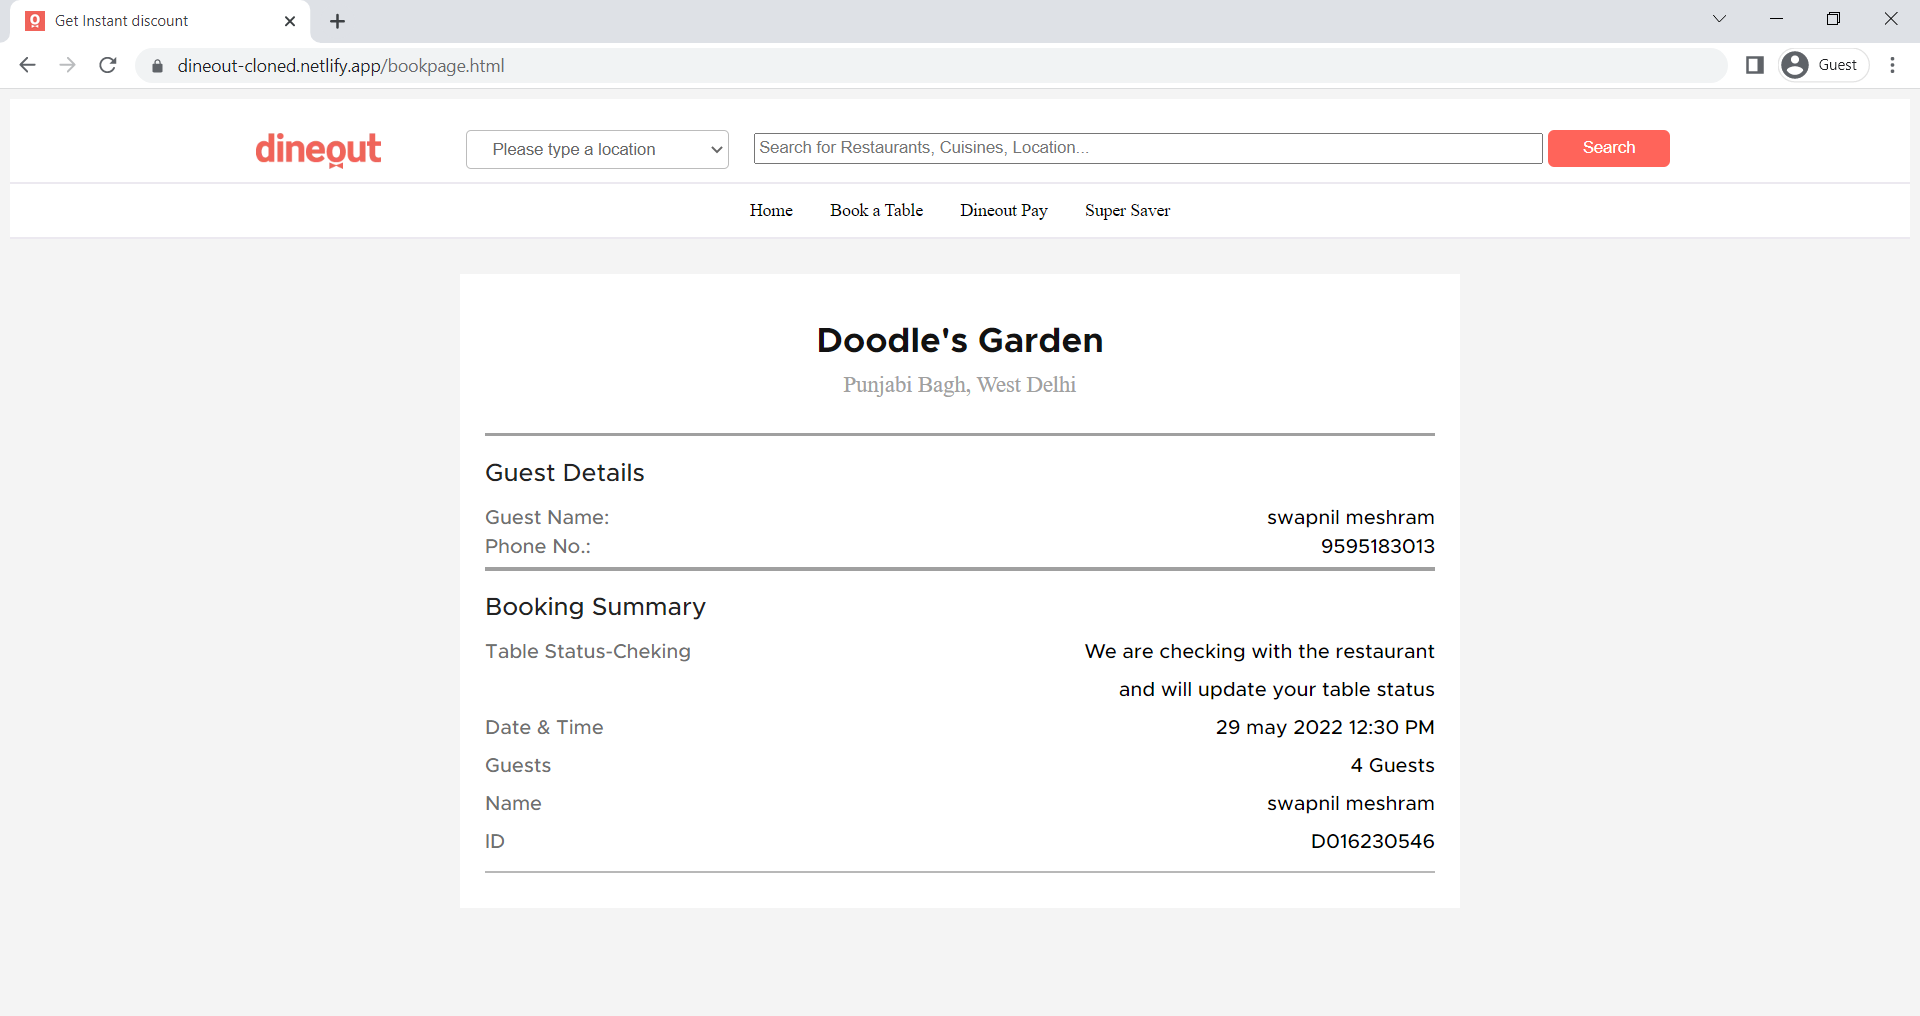 Get Instant discount
dineout-cloned.netlify.app/bookpage.html
Guest
dineout
Please type a location
Search for Restaurants, Cuisines, Location...
Search
Home Book a Table Dineout Pay Super Saver
Doodle's Garden
Punjabi Bagh, West Delhi
Guest Details
Guest Name: swapnil meshram
Phone No.: 9595183013
Booking Summary
Table Status-Cheking We are checking with the restaurant
and will update your table status
Date & Time 29 may 2022 12:30 PM
Guests 4 Guests
Name swapnil meshram
ID D016230546